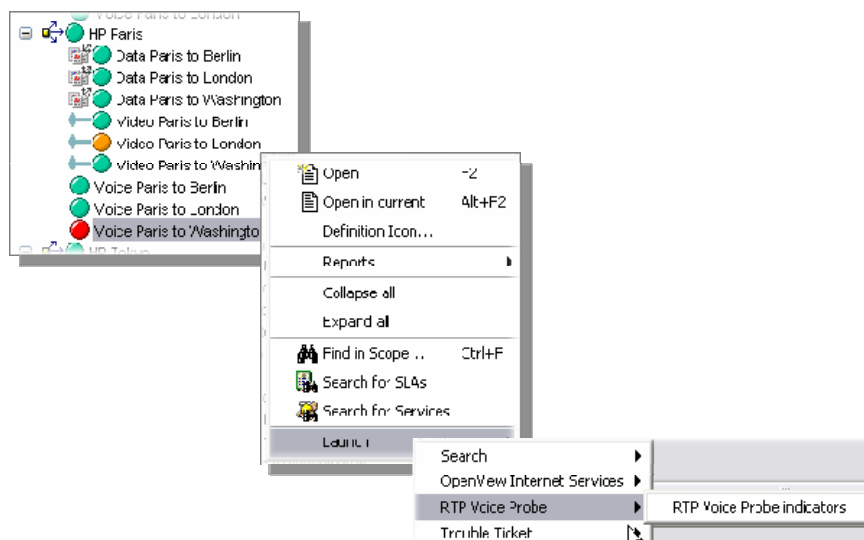 Voice Paris to London
HP Paris
Data Paris to Berlin
Data Paris to London
Data Paris to Washington
Video Paris to Berlin
Video Paris to London
Video Paris to Washin
Voice Paris to Berlin
Voice Paris to London
Voice Paris to Washingto
HP Tokyo
Open F2
Open in current Alt+F2
Definition Icon...
Reports
Collapse all
Expand all
Find in Scope ... Ctrl+F
Search for SLAs
Search for Services
Launch
Search
OpenView Internet Services
RTP Voice Probe
RTP Voice Probe indicators
Trouble Ticket